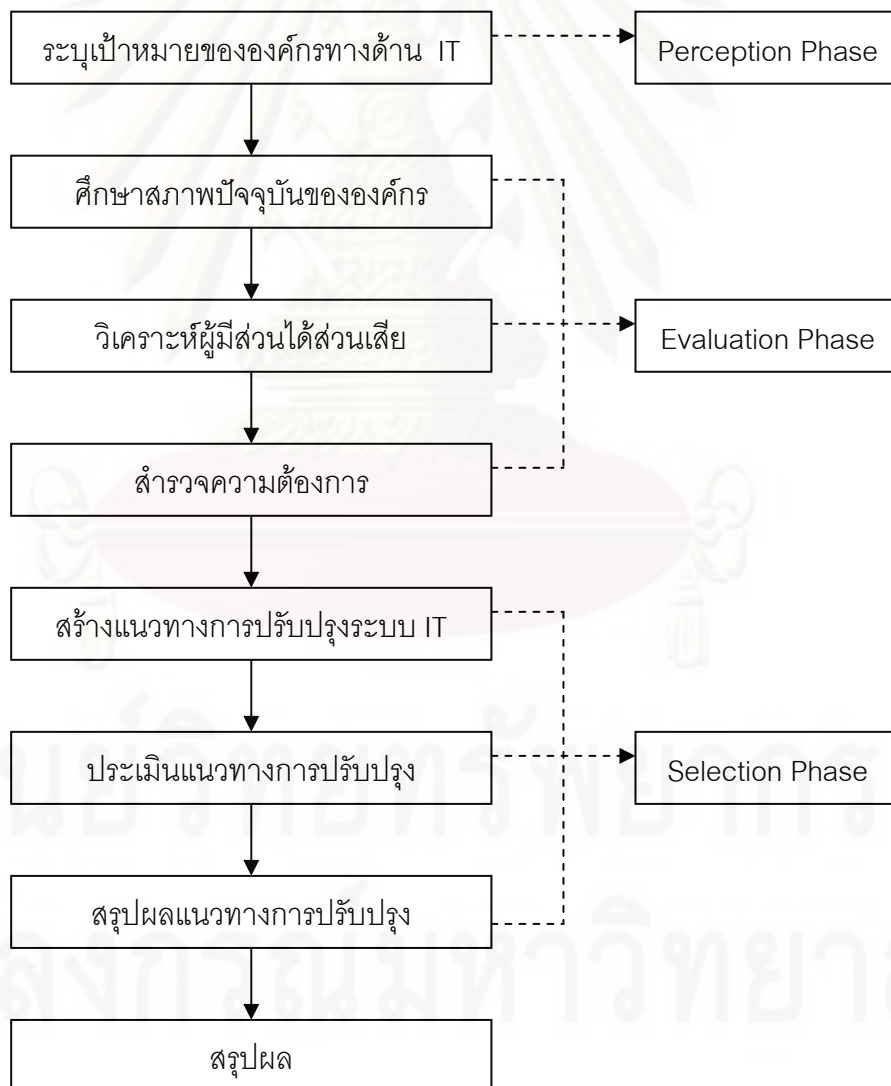 ระบุเป้าหมายขององค์กรทางด้าน IT
Perception Phase
ศึกษาสภาพปัจจุบันขององค์กร
วิเคราะห์ผู้มีส่วนได้ส่วนเสีย
Evaluation Phase
สำรวจความต้องการ
สร้างแนวทางการปรับปรุงระบบ IT
ประเมินแนวทางการปรับปรุง
Selection Phase
สรุปผลแนวทางการปรับปรุง
สรุปผล